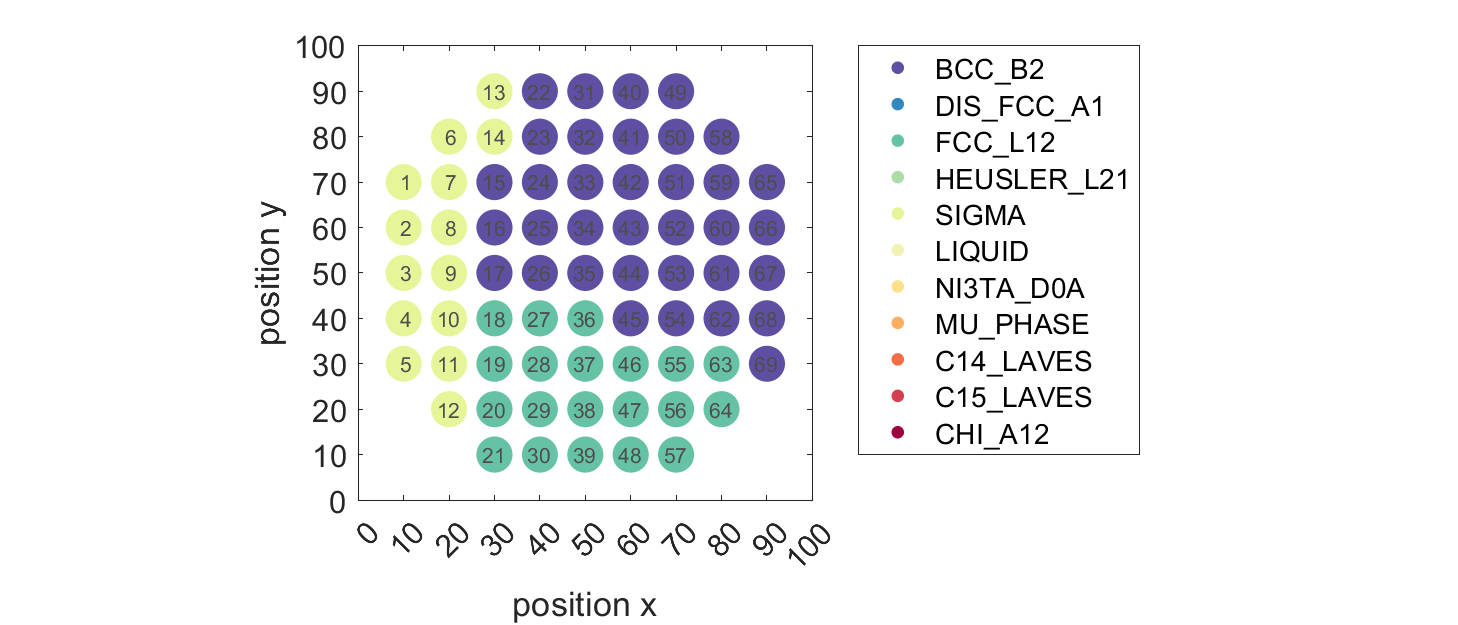 100
90
80
70
60
50
40
30
20
10
0
position y
13 22 31 40 49
6 14 23 32 41 50 58
1 7 15 24 33 42 51 59 65
2 8 16 25 34 43 52 60 66
3 9 17 26 35 44 53 61 67
4 10 18 27 36 45 54 62 68
5 11 19 28 37 46 55 63 69
12 20 29 38 47 56 64
21 30 39 48 57
0 10 20 30 40 50 60 70 80 90 100
position x
BCC_B2
DIS_FCC_A1
FCC_L12
HEUSLER_L21
SIGMA
LIQUID
NI3TA_D0A
MU_PHASE
C14_LAVES
C15_LAVES
CHI_A12